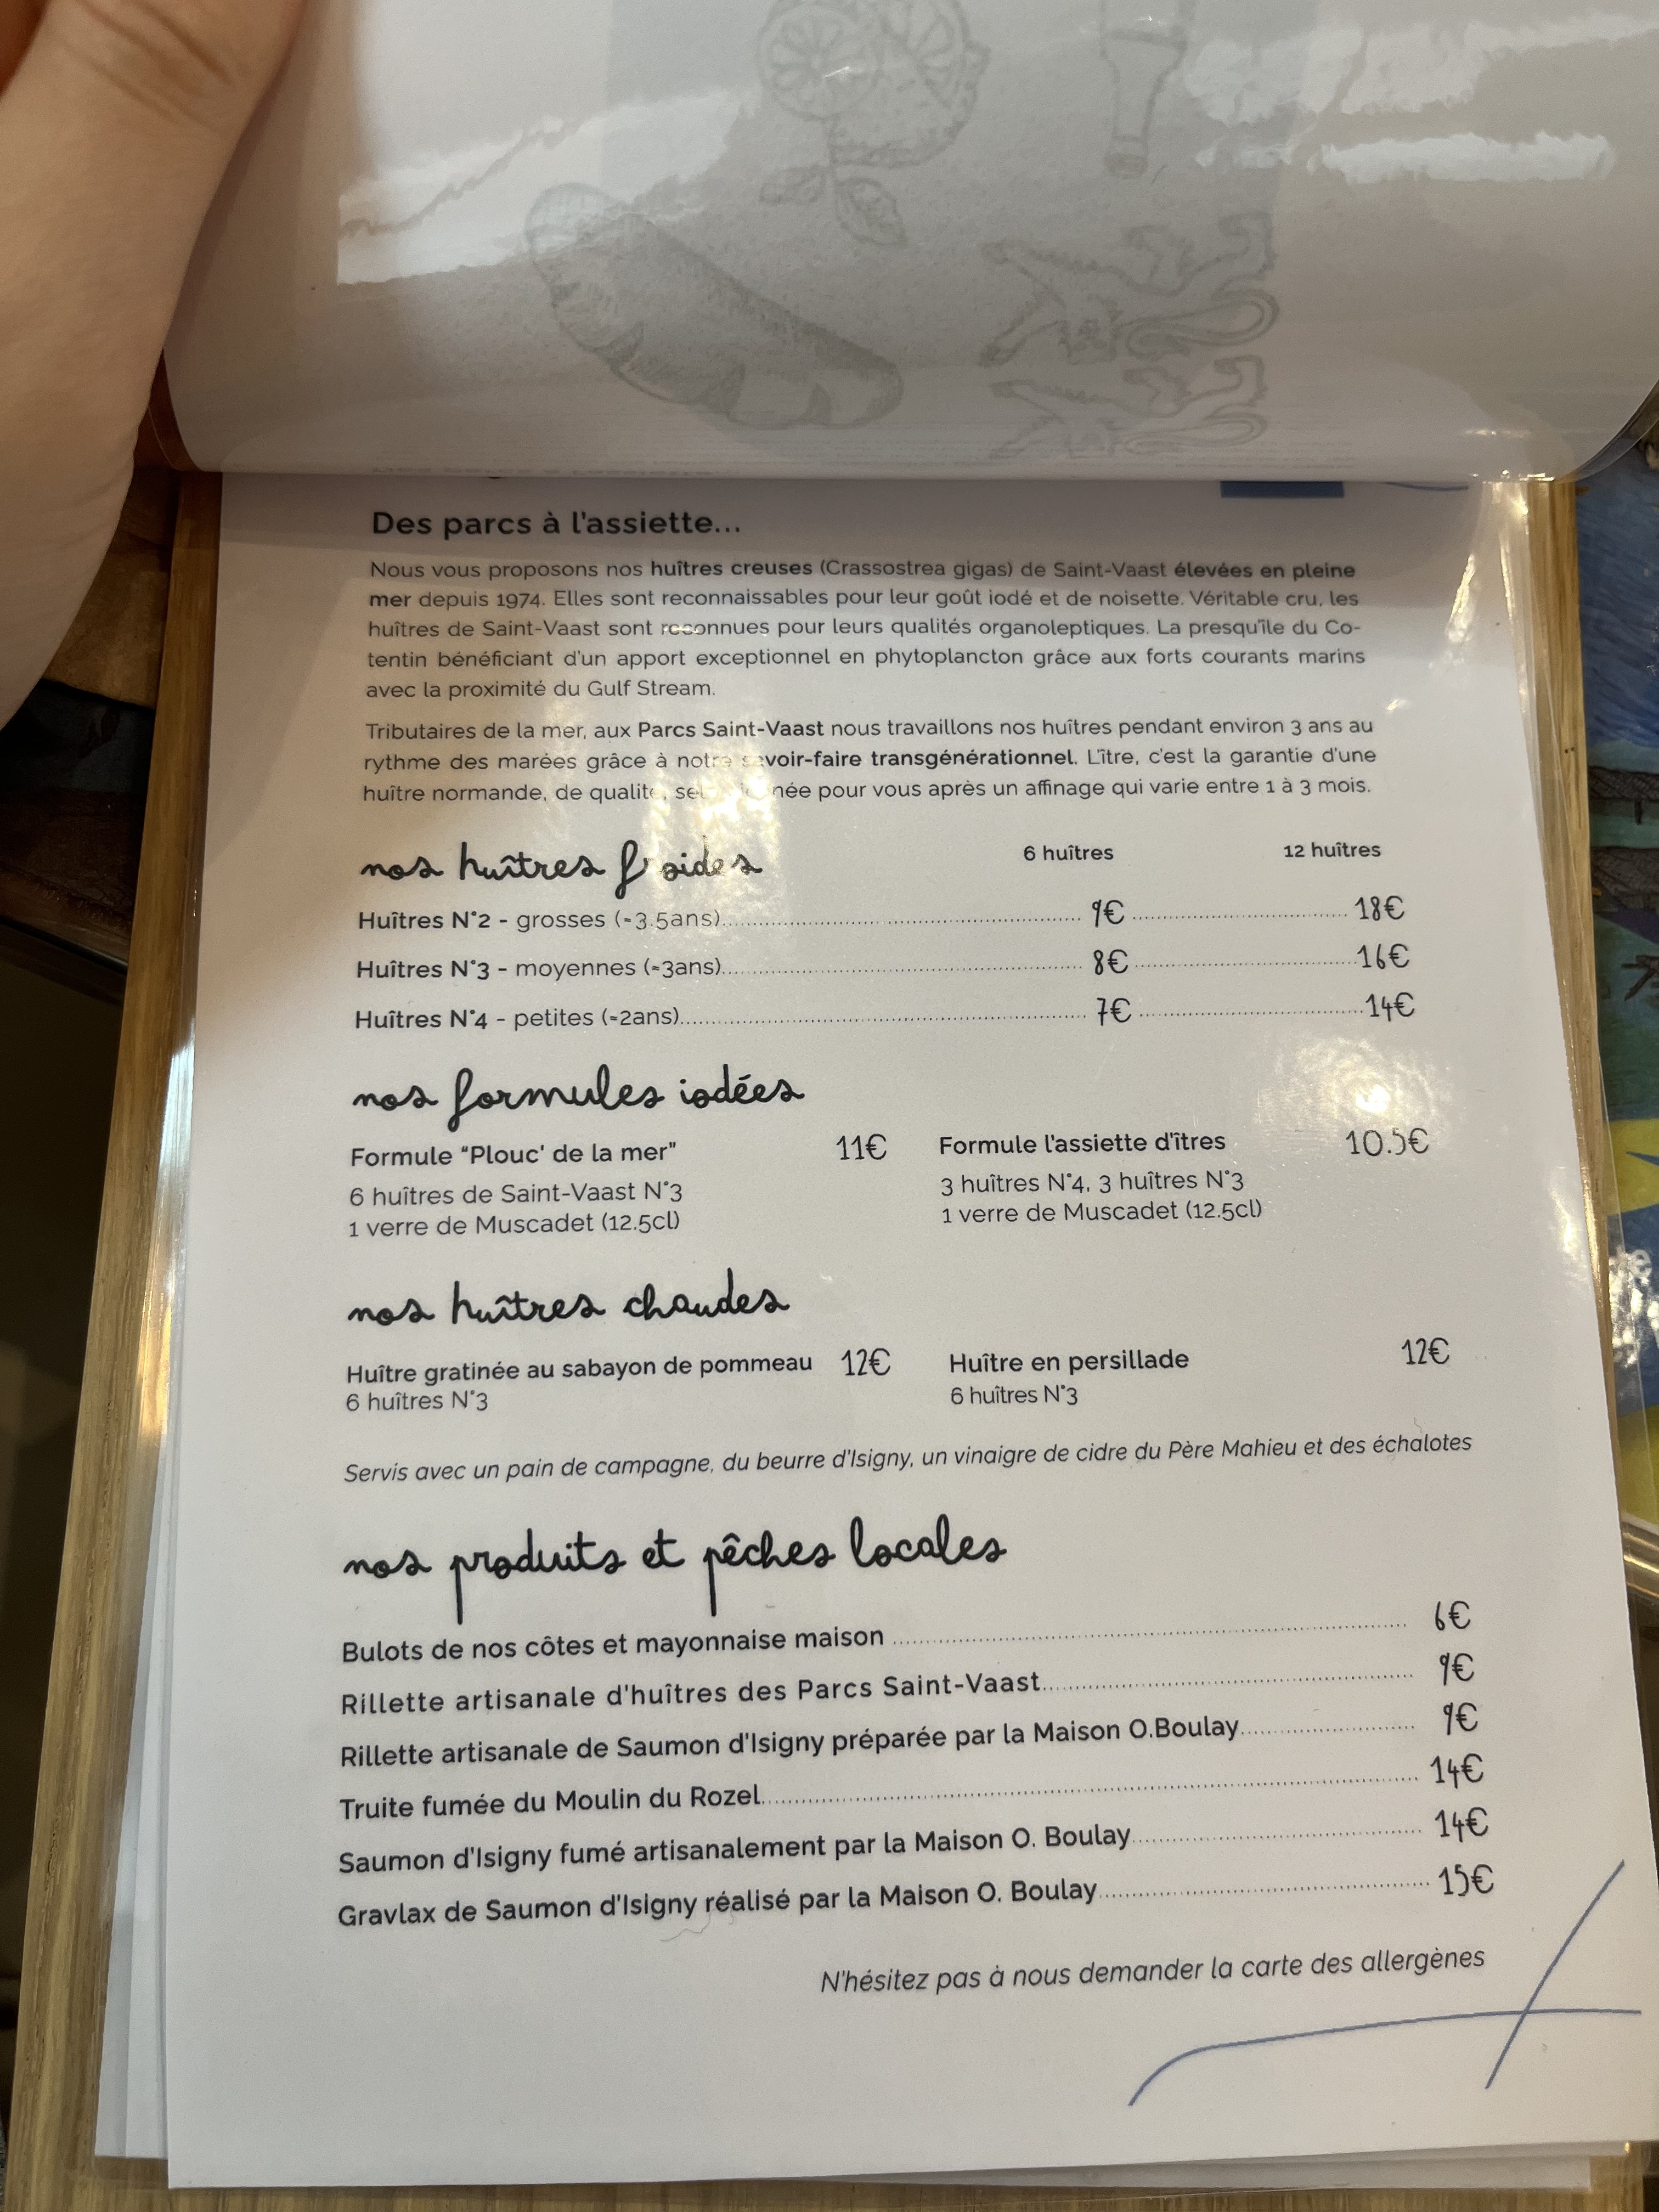 Des parcs à l'assiette...
Nous vous proposons nos huîtres creuses (Crassostrea gigas) de Saint-Vaast élevées en pleine
mer depuis 1974. Elles sont reconnaissables pour leur goût iodé et de noisette. Véritable cru, les
huîtres de Saint-Vaast sont reconnues pour leurs qualités organoleptiques. La presqu'île du Co-
tentin bénéficiant d'un apport exceptionnel en phytoplancton grâce aux forts courants marins
avec la proximité du Gulf Stream.
Tributaires de la mer, aux Parcs Saint-Vaast nous travaillons nos huîtres pendant environ 3 ans au
rythme des marées grâce à notre savoir-faire transgénérationnel. L'ître, c'est la garantie d'une
huître normande, de qualité, pour vous après un affinage qui varie entre 1 à 3 mois.
nos huîtres froides 6 huîtres 12 huîtres
Huîtres N°2 - grosses (≈3.5ans) 9€ 18€
Huîtres N°3 - moyennes (≈3ans) 8€ 16€
Huîtres N°4 - petites (≈2ans) 7€ 14€
nos formules iodées
Formule "Plouc' de la mer" 11€ Formule l'assiette d'îtres 10.5€
6 huîtres de Saint-Vaast N°3 3 huîtres N°4, 3 huîtres N°3
1 verre de Muscadet (12.5cl) 1 verre de Muscadet (12.5cl)
nos huîtres chaudes
Huître gratinée au sabayon de pommeau 12€ Huître en persillade 12€
6 huîtres N°3 6 huîtres N°3
Servis avec un pain de campagne, du beurre d'Isigny, un vinaigre de cidre du Père Mahieu et des échalotes
nos produits et pêches locales
Bulots de nos côtes et mayonnaise maison 6€
Rillette artisanale d'huîtres des Parcs Saint-Vaast 9€
Rillette artisanale de Saumon d'Isigny préparée par la Maison O.Boulay 9€
Truite fumée du Moulin du Rozel 14€
Saumon d'Isigny fumé artisanalement par la Maison O. Boulay 14€
Gravlax de Saumon d'Isigny réalisé par la Maison O. Boulay 15€
N'hésitez pas à nous demander la carte des allergènes